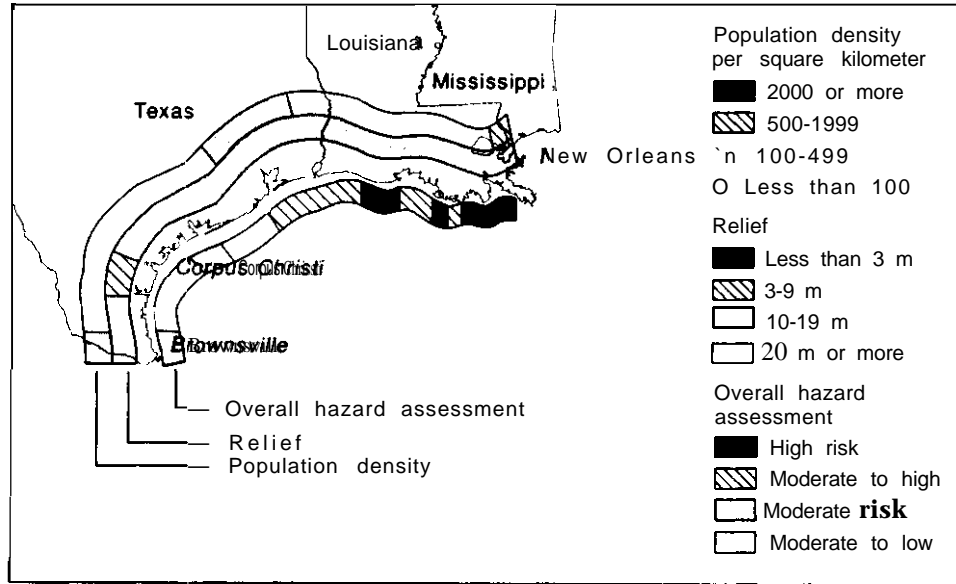 Louisiana
Mississippi
Texas
New Orleans
Corpus Christi
Brownsville
Overall hazard assessment
Relief
Population density
Population density
per square kilometer
2000 or more
500-1999
`n 100-499
O Less than 100
Relief
Less than 3 m
3-9 m
10-19 m
20 m or more
Overall hazard
assessment
High risk
Moderate to high
Moderate risk
Moderate to low